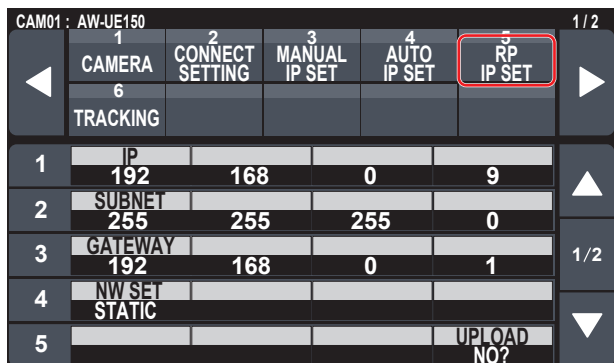 CAM01 : AW-UE150 1 / 2
1 2 3 4 5
CAMERA CONNECT SETTING MANUAL IP SET AUTO IP SET RP IP SET
6
TRACKING
1 IP
192 168 0 9
2 SUBNET
255 255 255 0
3 GATEWAY
192 168 0 1
1/2
4 NW SET
STATIC
5 UPLOAD
NO?